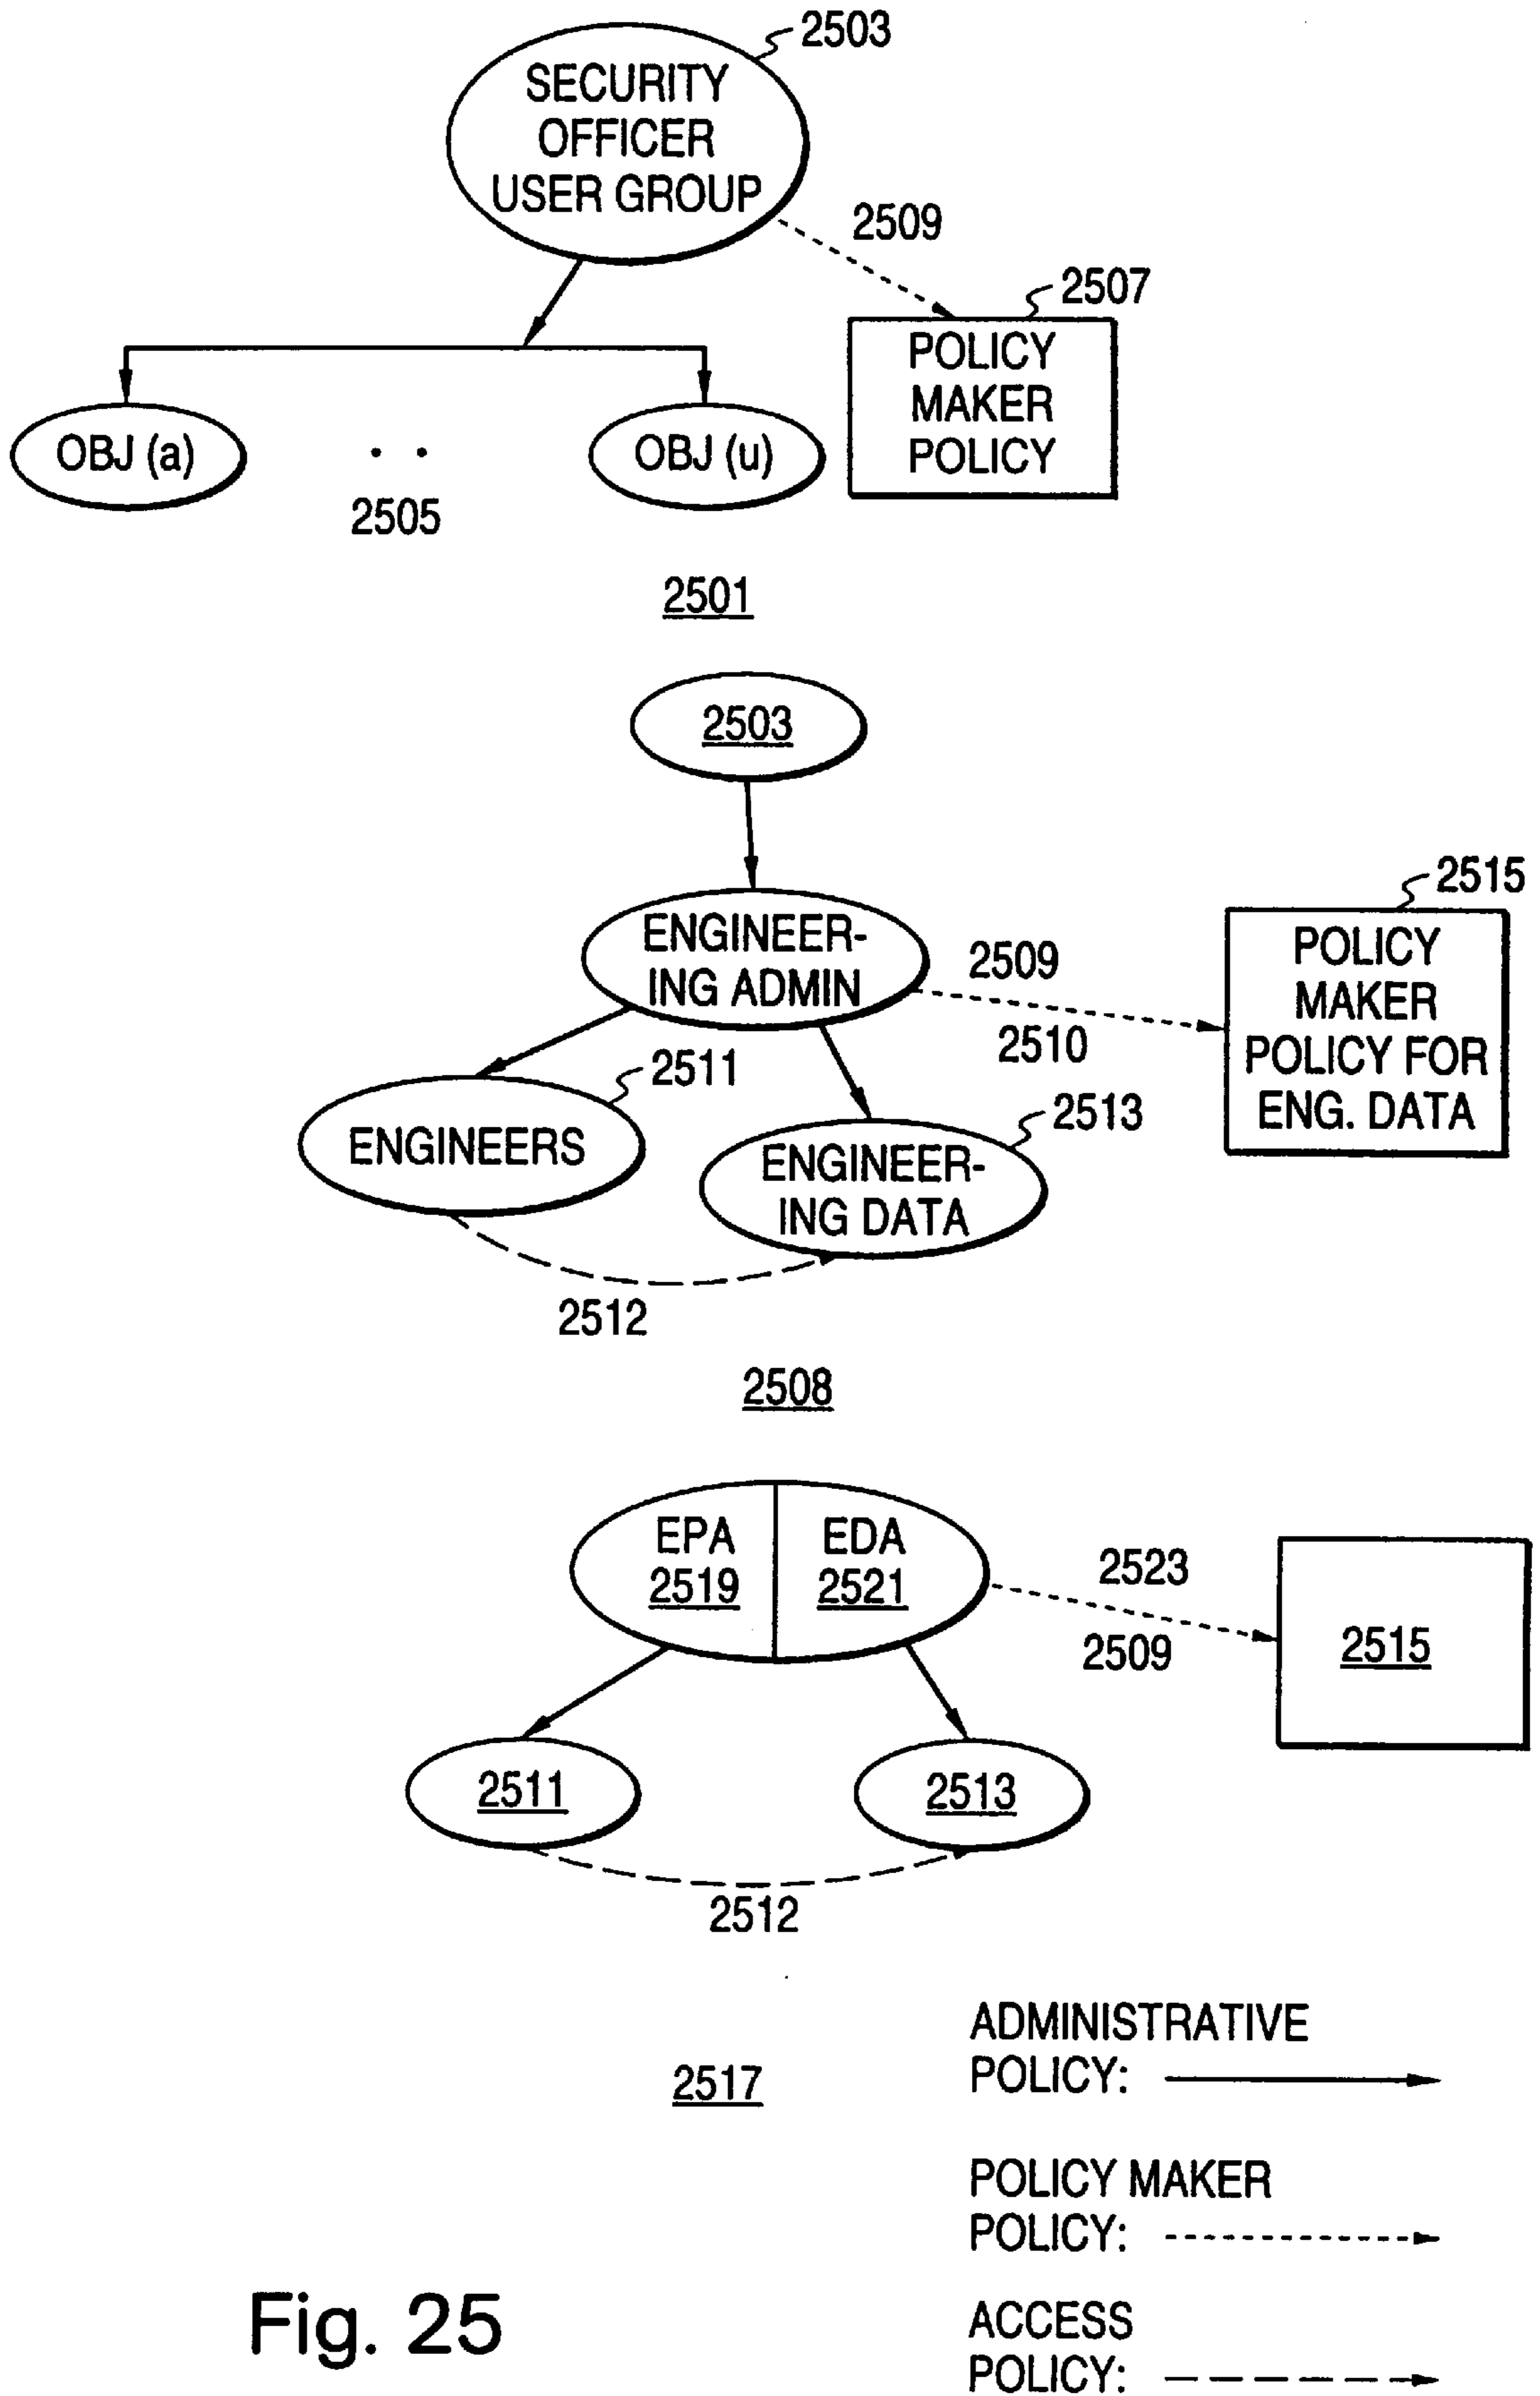 2503
SECURITY
OFFICER
USER GROUP
2509
2507
POLICY
MAKER
POLICY
OBJ (a)
. .
OBJ (u)
2505
2501
2503
2515
ENGINEER-
ING ADMIN
2509
2510
POLICY
MAKER
POLICY FOR
ENG. DATA
2511
ENGINEERS
2513
ENGINEER-
ING DATA
2512
2508
EPA
2519
EDA
2521
2523
2509
2515
2511
2513
2512
2517
ADMINISTRATIVE
POLICY:
POLICY MAKER
POLICY:
ACCESS
POLICY:
Fig. 25